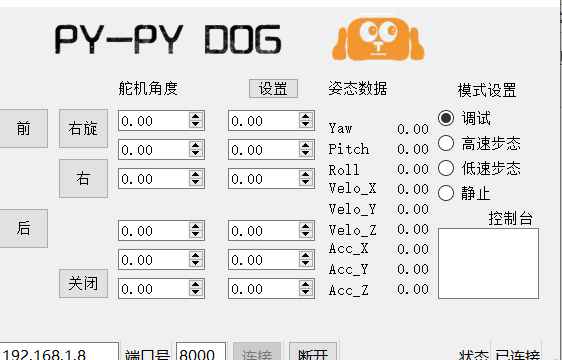 PY-PY DOG
舵机角度 设置 姿态数据 模式设置
前 右旋 0.00 0.00 Yaw 0.00 调试
0.00 0.00 Pitch 0.00 高速步态
右 0.00 0.00 Roll 0.00 低速步态
Velo_X 0.00 静止
后 Velo_Y 0.00 控制台
0.00 0.00 Velo_Z 0.00
0.00 0.00 Acc_X 0.00
关闭 0.00 0.00 Acc_Y 0.00
Acc_Z 0.00
192.168.1.8 端口号 8000 连接 断开 状态 已连接